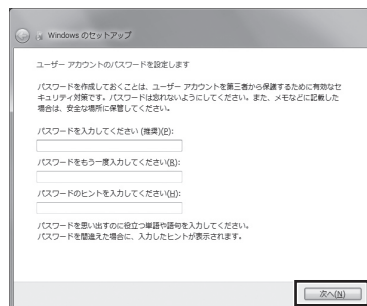 Windows のセットアップ
ユーザー アカウントのパスワードを設定します
パスワードを作成しておくことは、ユーザー アカウントを第三者から保護するために有効なセ
キュリティ対策です。パスワードは忘れないようにしてください。また、メモなどに記載した
場合は、安全な場所に保管してください。
パスワードを入力してください (推奨)(P):
パスワードをもう一度入力してください(R):
パスワードのヒントを入力してください(H):
パスワードを思い出すのに役立つ単語や語句を入力してください。
パスワードを間違えた場合に、入力したヒントが表示されます。
次へ(N)